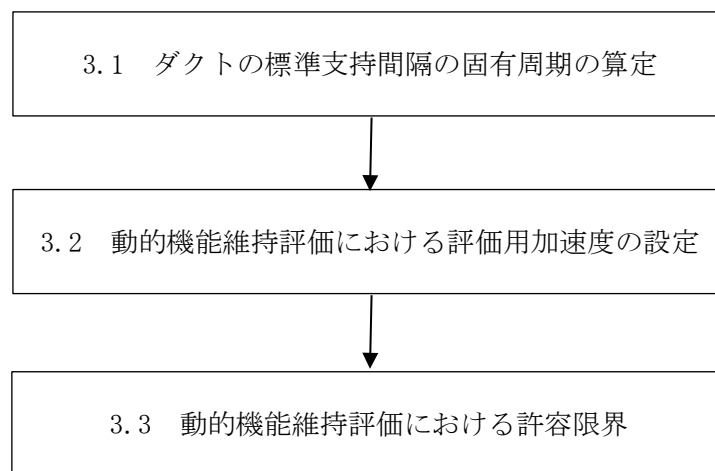 3.1　ダクトの標準支持間隔の固有周期の算定
3.2　動的機能維持評価における評価用加速度の設定
3.3　動的機能維持評価における許容限界